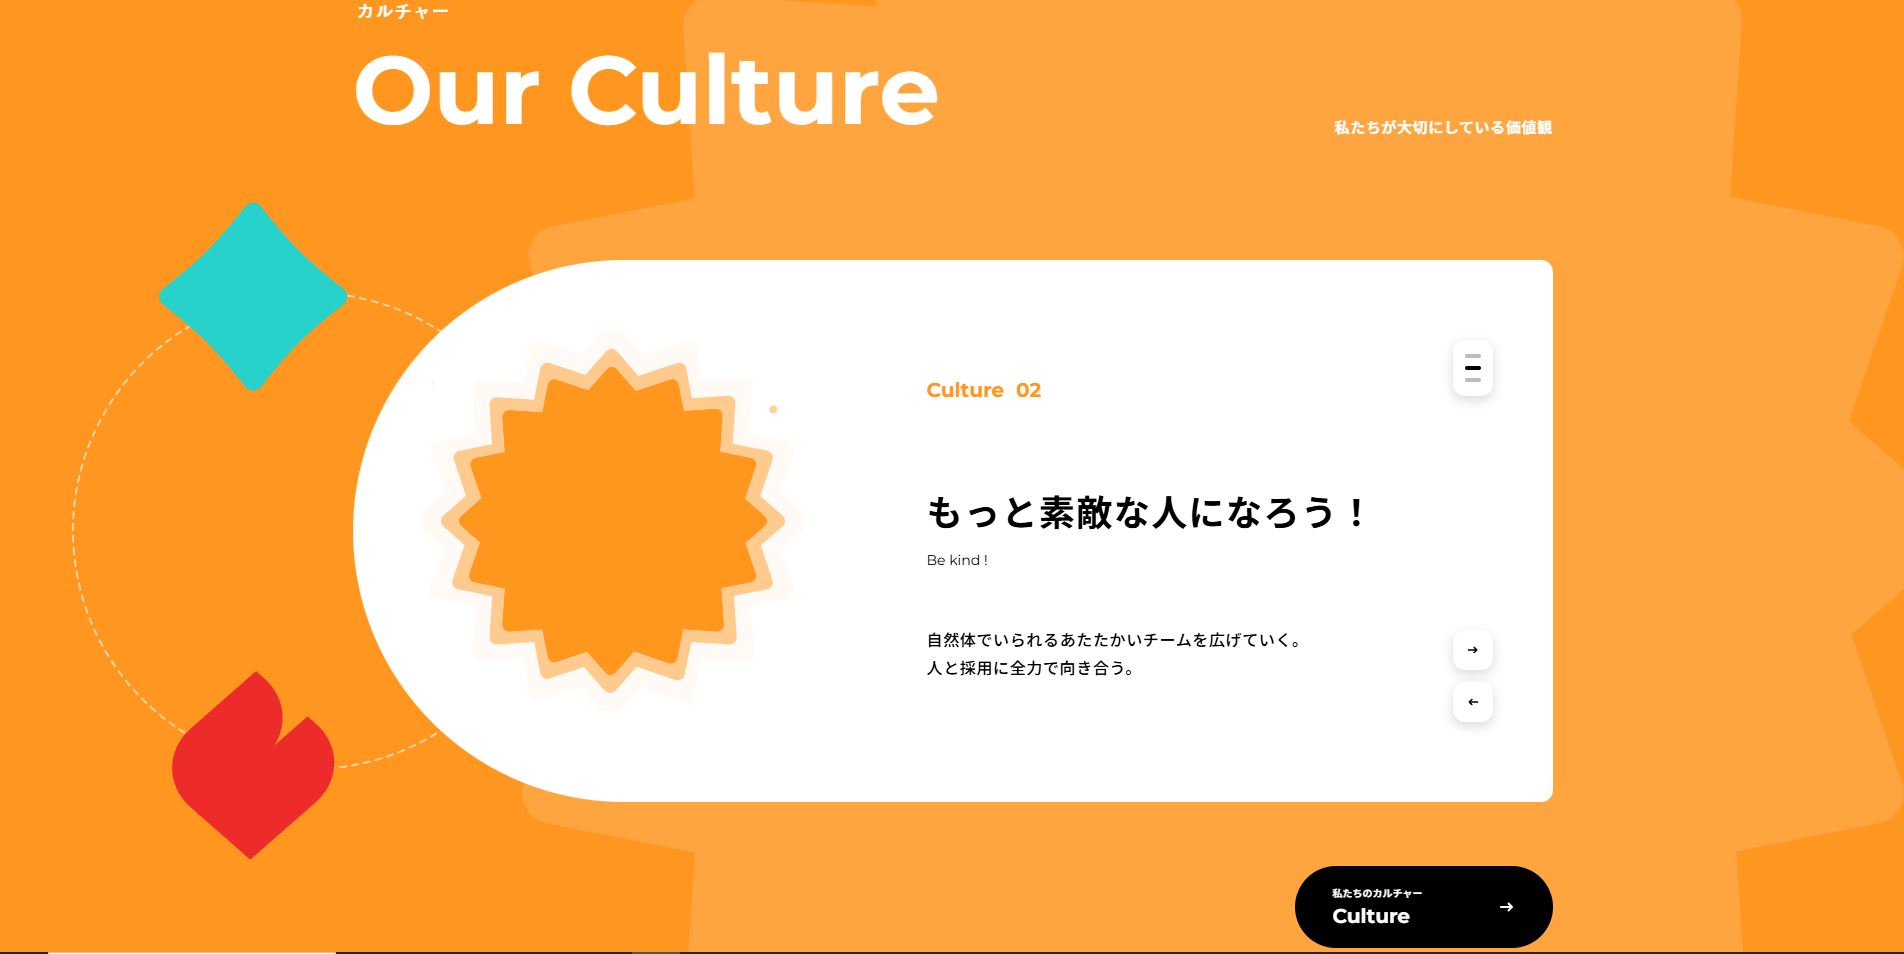 カルチャー
Our Culture
私たちが大切にしている価値観
Culture 02
もっと素敵な人になろう！
Be kind !
自然体でいられるあたたかいチームを広げていく。
人と採用に全力で向き合う。
→
←
私たちのカルチャー
Culture →